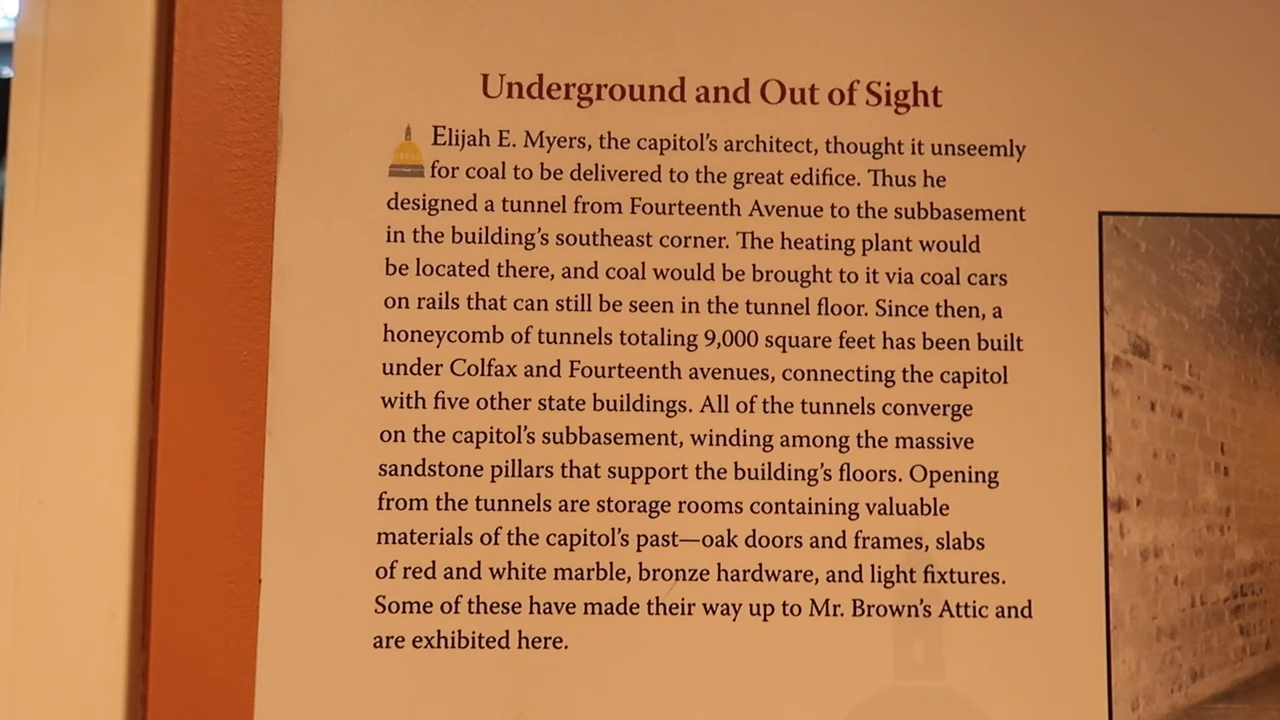 Underground and Out of Sight
Elijah E. Myers, the capitol's architect, thought it unseemly
for coal to be delivered to the great edifice. Thus he
designed a tunnel from Fourteenth Avenue to the subbasement
in the building's southeast corner. The heating plant would
be located there, and coal would be brought to it via coal cars
on rails that can still be seen in the tunnel floor. Since then, a
honeycomb of tunnels totaling 9,000 square feet has been built
under Colfax and Fourteenth avenues, connecting the capitol
with five other state buildings. All of the tunnels converge
on the capitol's subbasement, winding among the massive
sandstone pillars that support the building's floors. Opening
from the tunnels are storage rooms containing valuable
materials of the capitol's past—oak doors and frames, slabs
of red and white marble, bronze hardware, and light fixtures.
Some of these have made their way up to Mr. Brown's Attic and
are exhibited here.